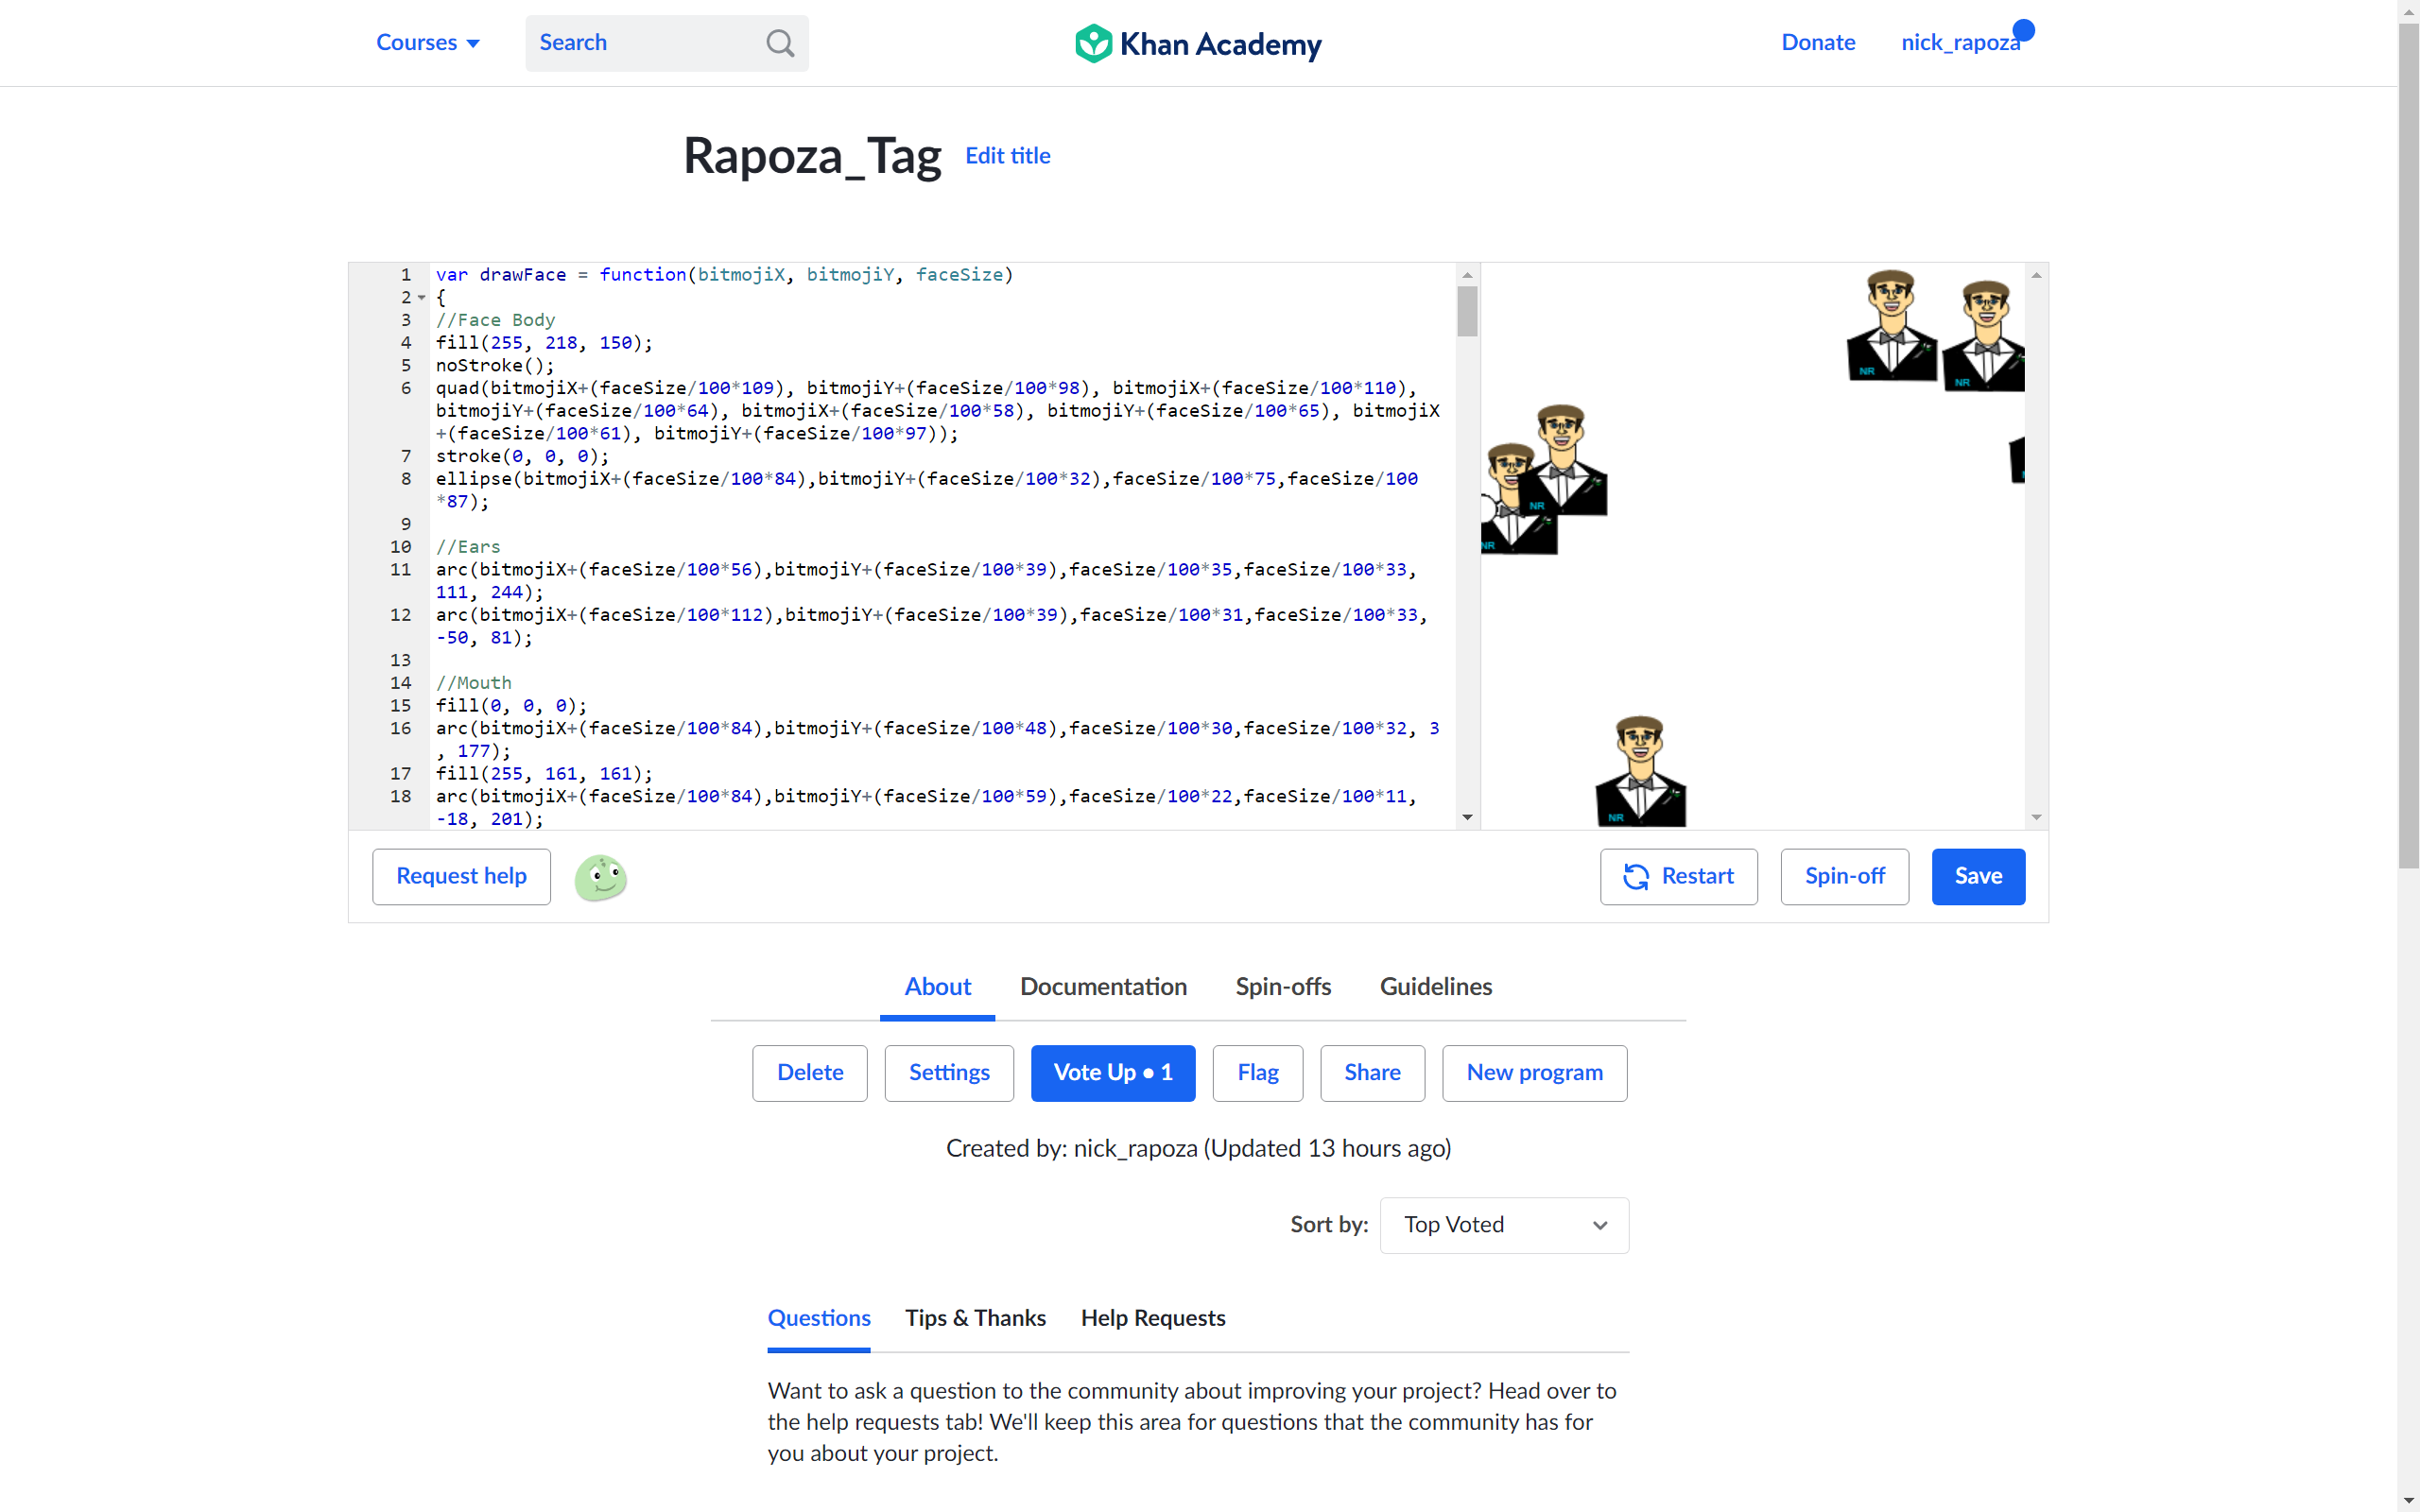 Courses
Search
Khan Academy
Donate
nick_rapoza
Rapoza_Tag
Edit title
1 var drawFace = function(bitmojiX, bitmojiY, faceSize)
2 {
3 //Face Body
4 fill(255, 218, 150);
5 noStroke();
6 quad(bitmojiX+(faceSize/100*109), bitmojiY+(faceSize/100*98), bitmojiX+(faceSize/100*110),
bitmojiY+(faceSize/100*64), bitmojiX+(faceSize/100*58), bitmojiY+(faceSize/100*65), bitmojiX
+(faceSize/100*61), bitmojiY+(faceSize/100*97));
7 stroke(0, 0, 0);
8 ellipse(bitmojiX+(faceSize/100*84),bitmojiY+(faceSize/100*32),faceSize/100*75,faceSize/100
*87);
9
10 //Ears
11 arc(bitmojiX+(faceSize/100*56),bitmojiY+(faceSize/100*39),faceSize/100*35,faceSize/100*33,
111, 244);
12 arc(bitmojiX+(faceSize/100*112),bitmojiY+(faceSize/100*39),faceSize/100*31,faceSize/100*33,
-50, 81);
13
14 //Mouth
15 fill(0, 0, 0);
16 arc(bitmojiX+(faceSize/100*84),bitmojiY+(faceSize/100*48),faceSize/100*30,faceSize/100*32, 3
, 177);
17 fill(255, 161, 161);
18 arc(bitmojiX+(faceSize/100*84),bitmojiY+(faceSize/100*59),faceSize/100*22,faceSize/100*11,
-18, 201);
NR
NR
NR
NR
NR
Request help
Restart
Spin-off
Save
About
Documentation
Spin-offs
Guidelines
Delete
Settings
Vote Up • 1
Flag
Share
New program
Created by: nick_rapoza (Updated 13 hours ago)
Sort by:
Top Voted
Questions
Tips & Thanks
Help Requests
Want to ask a question to the community about improving your project? Head over to
the help requests tab! We'll keep this area for questions that the community has for
you about your project.